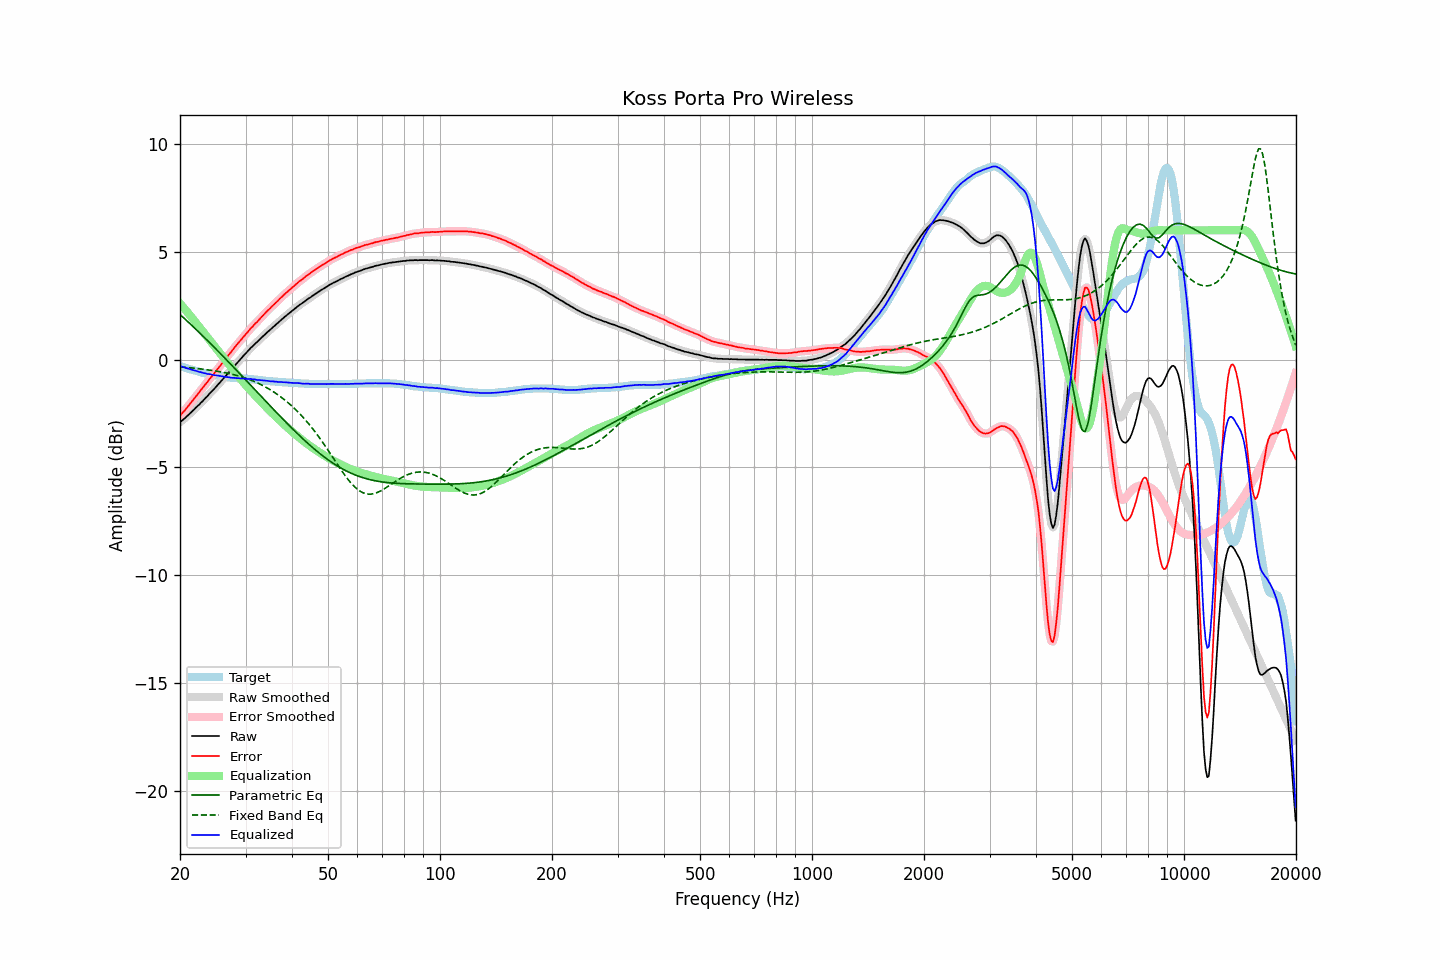 Koss Porta Pro Wireless
Amplitude (dBr)
10
5
0
−5
−10
−15
−20
Target
Raw Smoothed
Error Smoothed
Raw
Error
Equalization
Parametric Eq
Fixed Band Eq
Equalized
20 50 100 200 500 1000 2000 5000 10000 20000
Frequency (Hz)